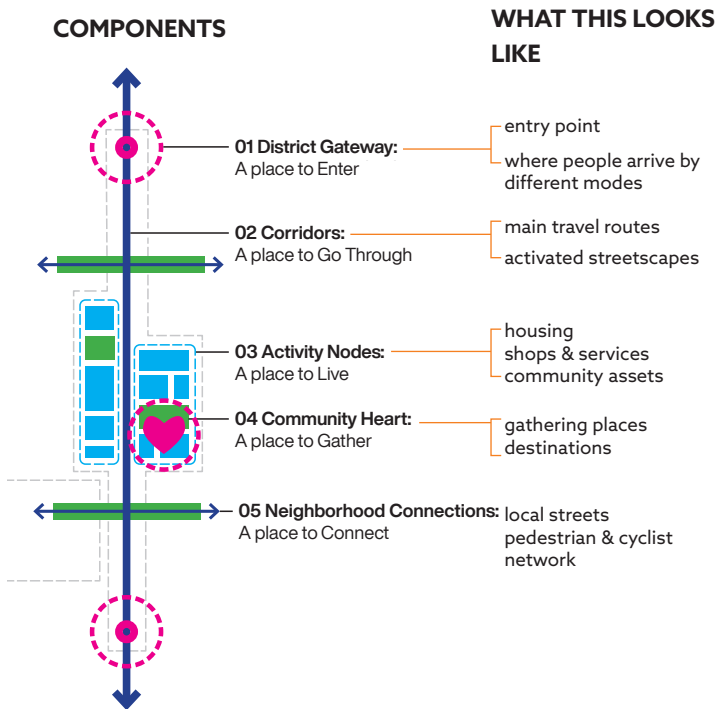 COMPONENTS
WHAT THIS LOOKS
LIKE
01 District Gateway:
A place to Enter
entry point
where people arrive by
different modes
02 Corridors:
A place to Go Through
main travel routes
activated streetscapes
03 Activity Nodes:
A place to Live
housing
shops & services
community assets
04 Community Heart:
A place to Gather
gathering places
destinations
05 Neighborhood Connections:
A place to Connect
local streets
pedestrian & cyclist
network